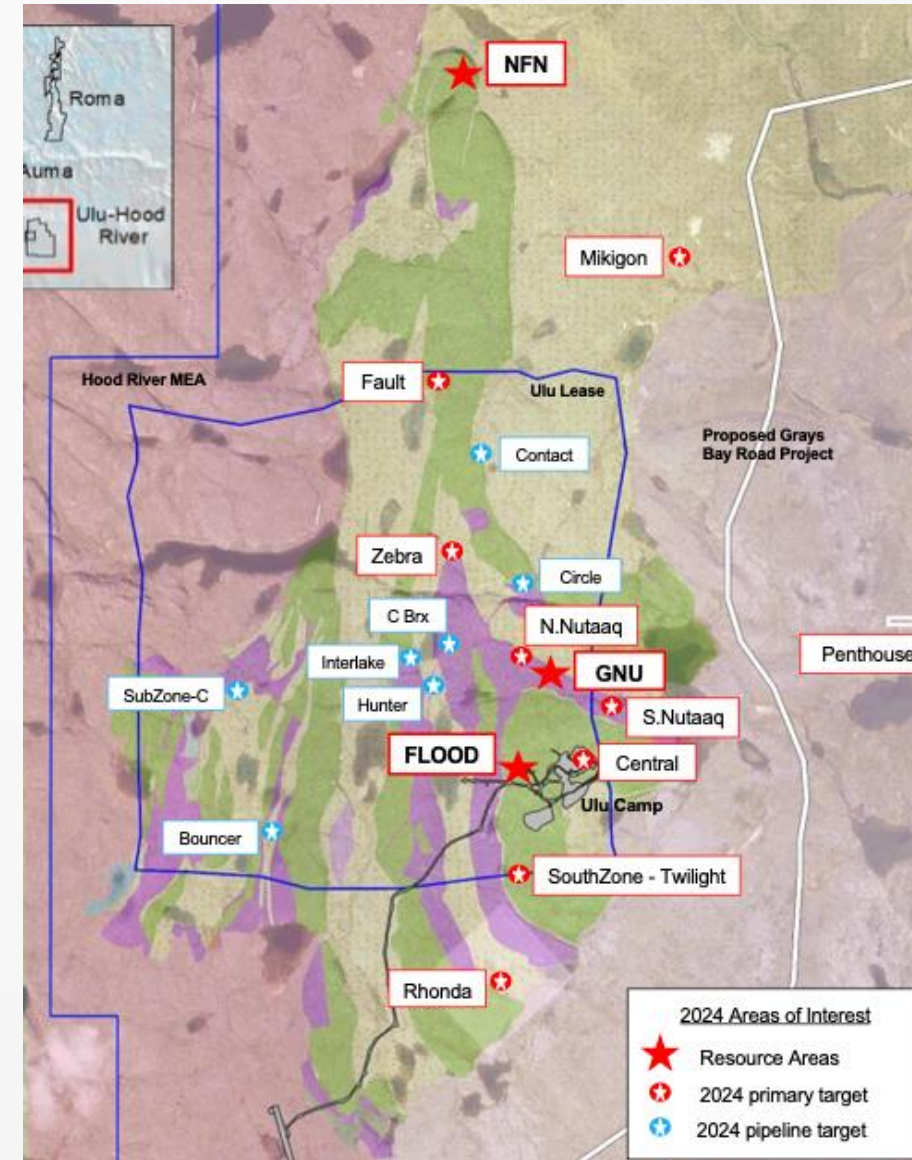 NFN
Roma
Auma
Ulu-Hood
River
Mikigon
Hood River MEA
Fault
Ulu Lease
Proposed Grays
Bay Road Project
Contact
Zebra
Circle
C Brx
N.Nutaaq
Interlake
GNU
Penthouse
SubZone-C
Hunter
S.Nutaaq
FLOOD
Central
Ulu Camp
Bouncer
SouthZone - Twilight
Rhonda
2024 Areas of Interest
Resource Areas
2024 primary target
2024 pipeline target